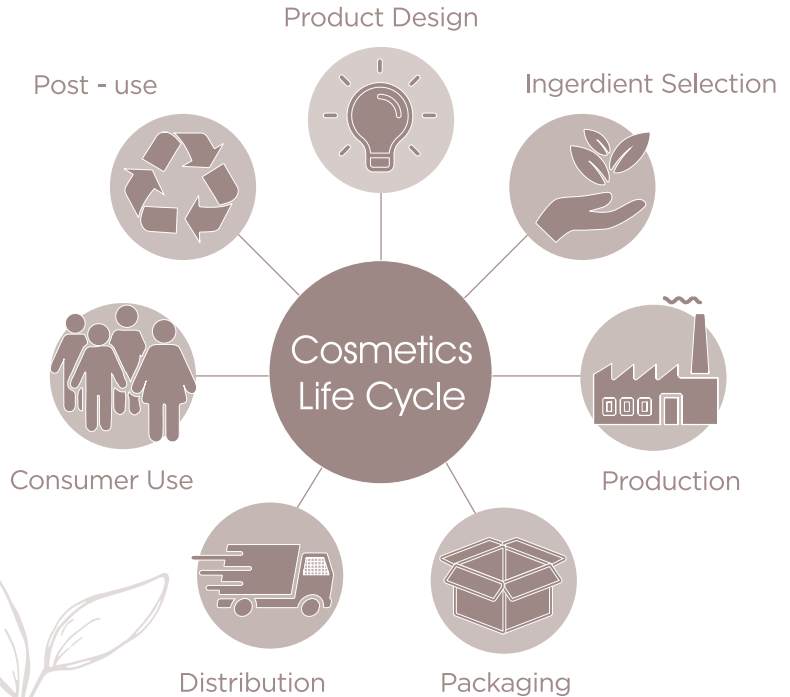 Product Design
Post - use
Ingerdient Selection
Cosmetics
Life Cycle
Consumer Use
Production
Distribution
Packaging